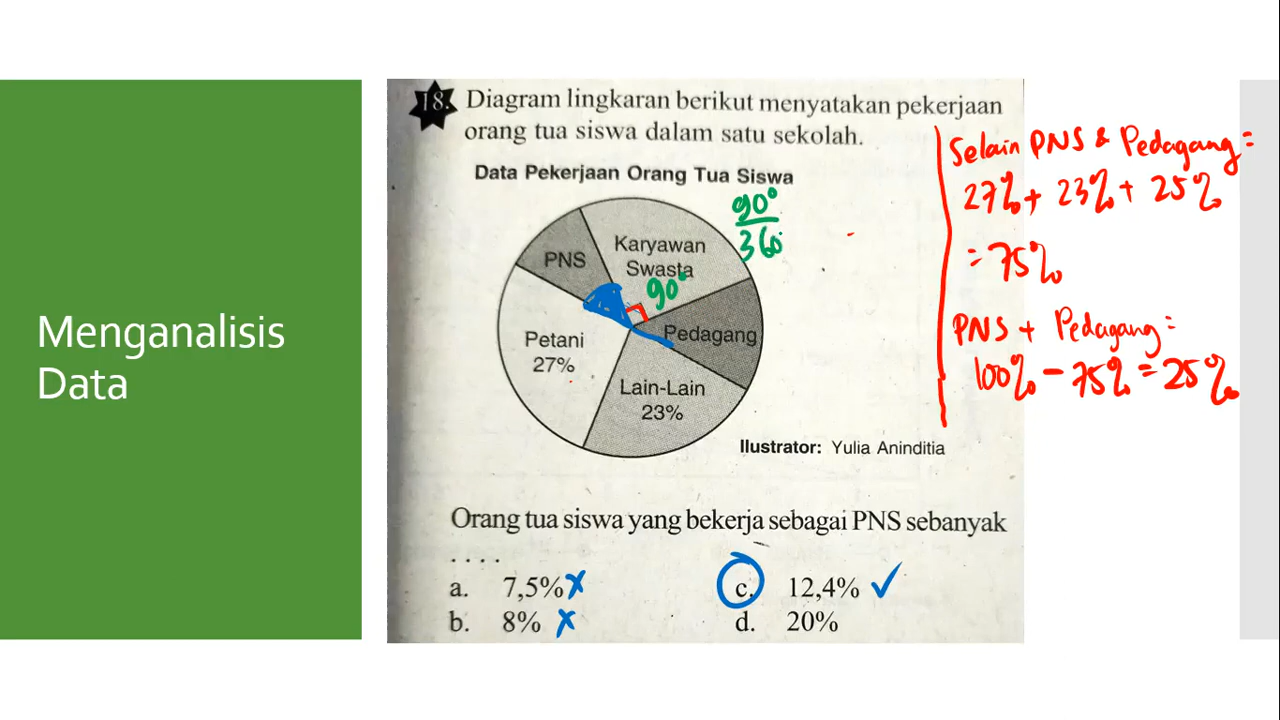 Menganalisis
Data
18. Diagram lingkaran berikut menyatakan pekerjaan
orang tua siswa dalam satu sekolah.
Data Pekerjaan Orang Tua Siswa
90°
360°
PNS
Karyawan
Swasta
90°
Petani
27%
Pedagang
Lain-Lain
23%
Ilustrator: Yulia Aninditia
Orang tua siswa yang bekerja sebagai PNS sebanyak
. . . .
a. 7,5% x
b. 8% x
c. 12,4% ✓
d. 20%
Selain PNS & Pedagang =
27% + 23% + 25%
= 75%
PNS + Pedagang =
100% - 75% = 25%